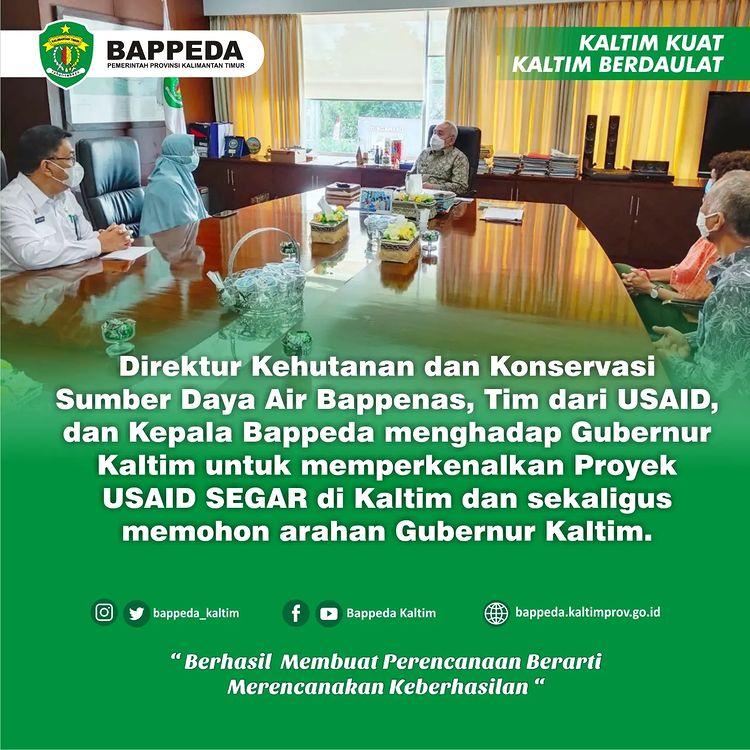 BAPPEDA
PEMERINTAH PROVINSI KALIMANTAN TIMUR
KALTIM KUAT
KALTIM BERDAULAT
Direktur Kehutanan dan Konservasi
Sumber Daya Air Bappenas, Tim dari USAID,
dan Kepala Bappeda menghadap Gubernur
Kaltim untuk memperkenalkan Proyek
USAID SEGAR di Kaltim dan sekaligus
memohon arahan Gubernur Kaltim.
bappeda_kaltim
Bappeda Kaltim
bappeda.kaltimprov.go.id
“ Berhasil Membuat Perencanaan Berarti
Merencanakan Keberhasilan “